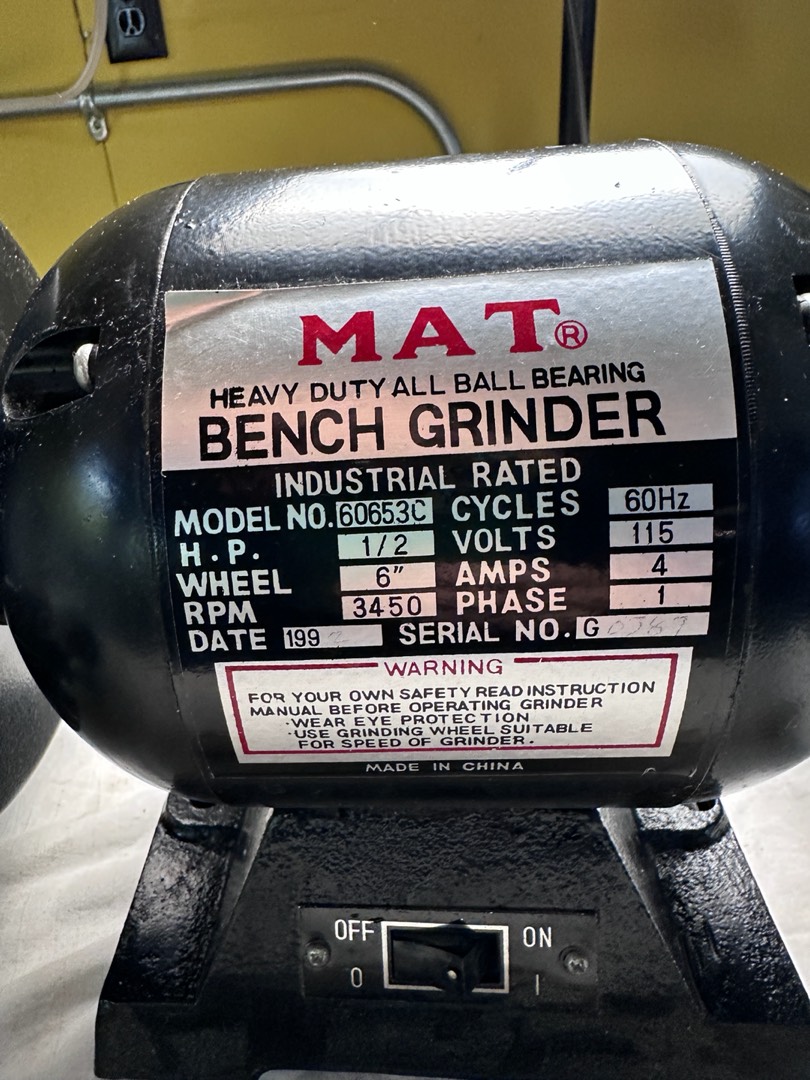 MAT®
HEAVY DUTY ALL BALL BEARING
BENCH GRINDER
INDUSTRIAL RATED
MODEL NO. 60653C CYCLES 60Hz
H.P. 1/2 VOLTS 115
WHEEL 6" AMPS 4
RPM 3450 PHASE 1
DATE 199 SERIAL NO. G
WARNING
FOR YOUR OWN SAFETY READ INSTRUCTION
MANUAL BEFORE OPERATING GRINDER
·WEAR EYE PROTECTION
·USE GRINDING WHEEL SUITABLE
FOR SPEED OF GRINDER.
MADE IN CHINA
OFF ON
O I